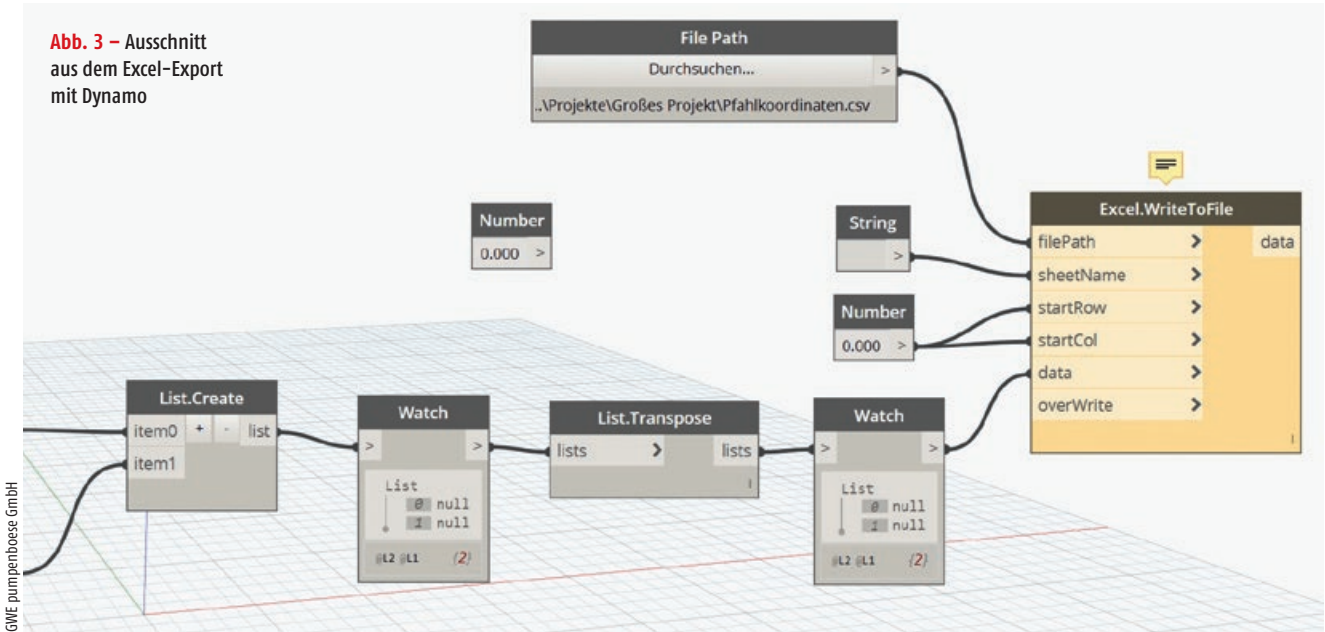 Abb. 3 – Ausschnitt
aus dem Excel-Export
mit Dynamo
File Path
Durchsuchen... >
..\Projekte\Großes Projekt\Pfahlkoordinaten.csv
Number
0.000 >
String
>
Number
0.000 >
Excel.WriteToFile
filePath > data
sheetName >
startRow >
startCol >
data >
overWrite >
List.Create
item0 + - list
item1
Watch
> >
List
0 null
1 null
@L2 @L1 {2}
List.Transpose
lists > lists
Watch
> >
List
0 null
1 null
@L2 @L1 {2}
GWE pumpenboese GmbH